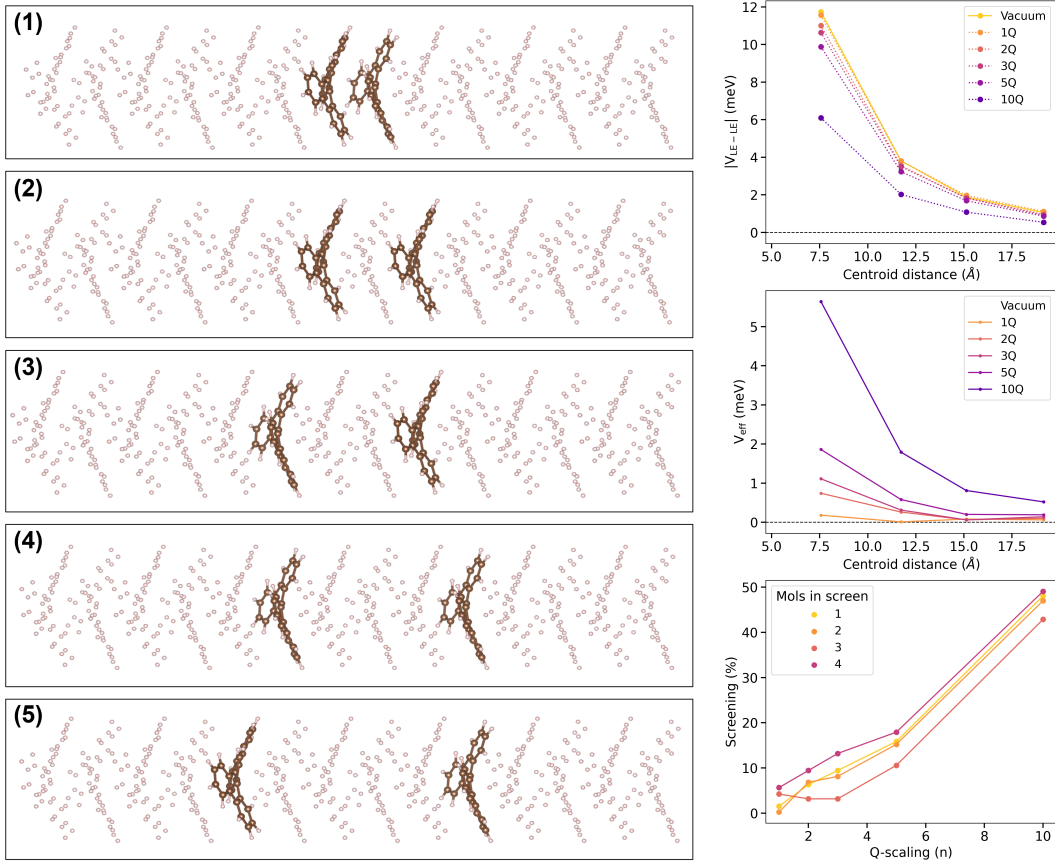 (1)
(2)
(3)
(4)
(5)
12
10
8
6
4
2
0
|V_LE−LE| (meV)
Vacuum
1Q
2Q
3Q
5Q
10Q
5.0 7.5 10.0 12.5 15.0 17.5
Centroid distance (Å)
5
4
3
2
1
0
V_eff (meV)
Vacuum
1Q
2Q
3Q
5Q
10Q
5.0 7.5 10.0 12.5 15.0 17.5
Centroid distance (Å)
50
40
30
20
10
0
Screening (%)
Mols in screen
1
2
3
4
2 4 6 8 10
Q-scaling (n)